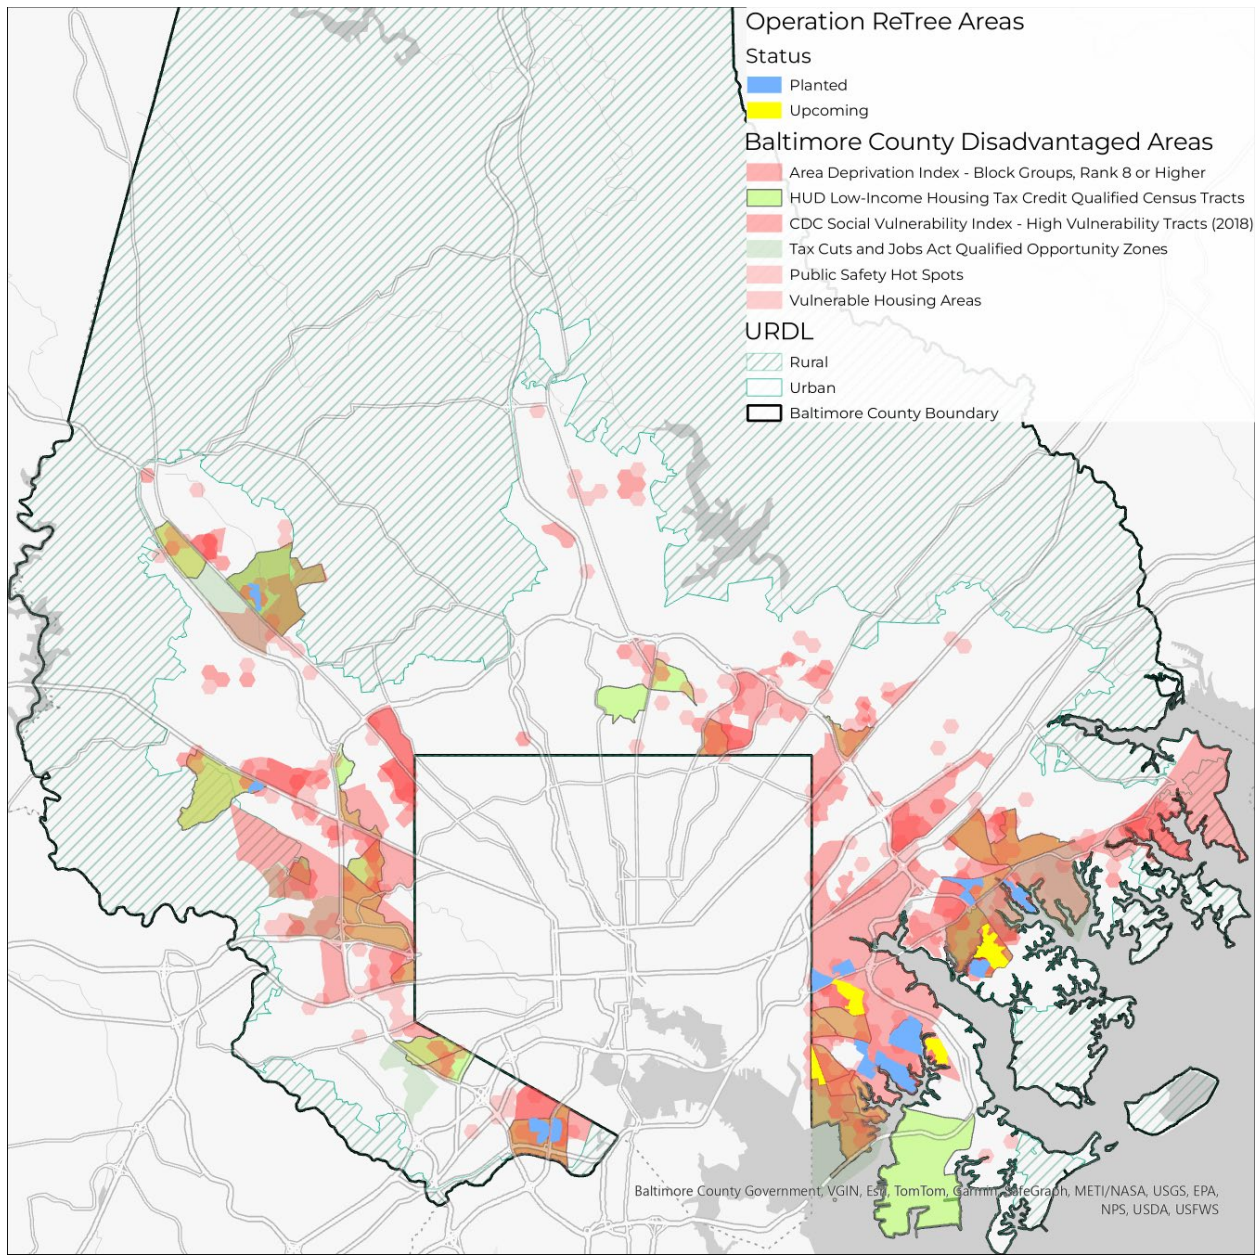 Operation ReTree Areas
Status
Planted
Upcoming
Baltimore County Disadvantaged Areas
Area Deprivation Index - Block Groups, Rank 8 or Higher
HUD Low-Income Housing Tax Credit Qualified Census Tracts
CDC Social Vulnerability Index - High Vulnerability Tracts (2018)
Tax Cuts and Jobs Act Qualified Opportunity Zones
Public Safety Hot Spots
Vulnerable Housing Areas
URDL
Rural
Urban
Baltimore County Boundary
Baltimore County Government, VGIN, Esri, TomTom, Garmin, SafeGraph, METI/NASA, USGS, EPA,
NPS, USDA, USFWS